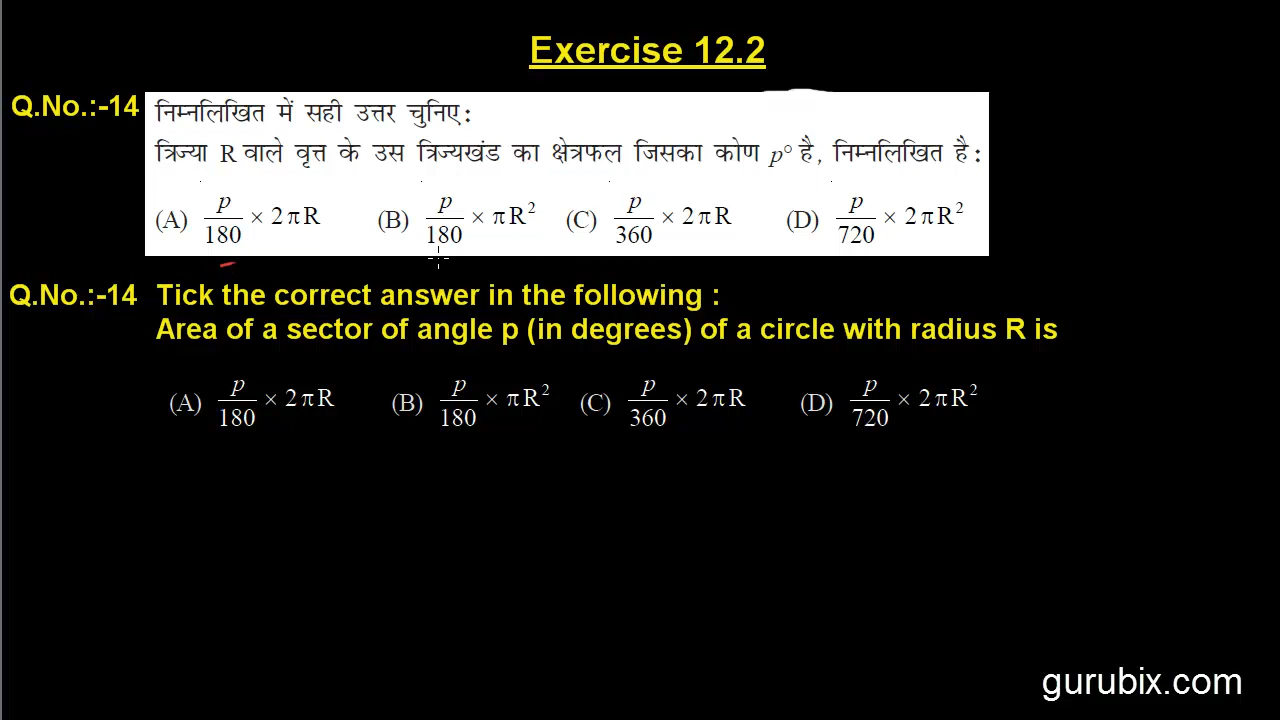 Exercise 12.2
Q.No.:-14 निम्नलिखित में सही उत्तर चुनिए:
त्रिज्या R वाले वृत्त के उस त्रिज्यखंड का क्षेत्रफल जिसका कोण p° है, निम्नलिखित है:
(A) p/180 × 2πR (B) p/180 × πR² (C) p/360 × 2πR (D) p/720 × 2πR²
Q.No.:-14 Tick the correct answer in the following :
Area of a sector of angle p (in degrees) of a circle with radius R is
(A) p/180 × 2πR (B) p/180 × πR² (C) p/360 × 2πR (D) p/720 × 2πR²
gurubix.com